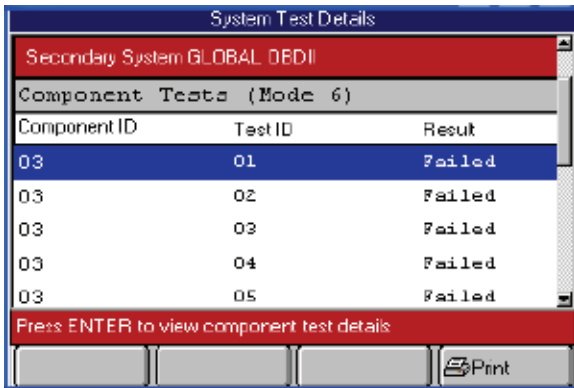 System Test Details
Secondary System GLOBAL OBDII
Component Tests (Mode 6)
Component ID Test ID Result
03 01 Failed
03 02 Failed
03 03 Failed
03 04 Failed
03 05 Failed
Press ENTER to view component test details
Print